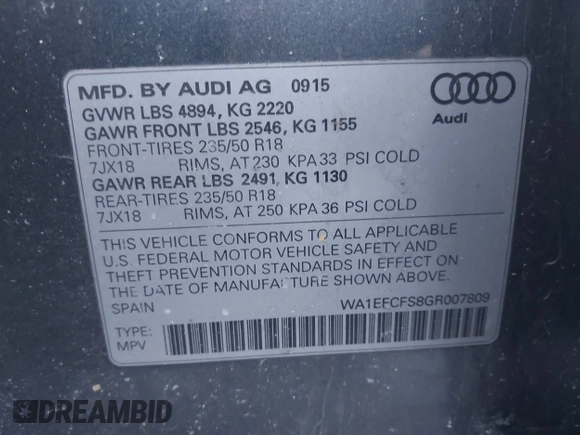 MFD. BY AUDI AG 0915
GVWR LBS 4894, KG 2220
GAWR FRONT LBS 2546, KG 1155
FRONT-TIRES 235/50 R18
7JX18 RIMS, AT 230 KPA 33 PSI COLD
GAWR REAR LBS 2491, KG 1130
REAR-TIRES 235/50 R18
7JX18 RIMS, AT 250 KPA 36 PSI COLD
Audi
THIS VEHICLE CONFORMS TO ALL APPLICABLE
U.S. FEDERAL MOTOR VEHICLE SAFETY AND
THEFT PREVENTION STANDARDS IN EFFECT ON
THE DATE OF MANUFACTURE SHOWN ABOVE.
SPAIN WA1EFCFS8GR007809
TYPE:
MPV
DREAMBID